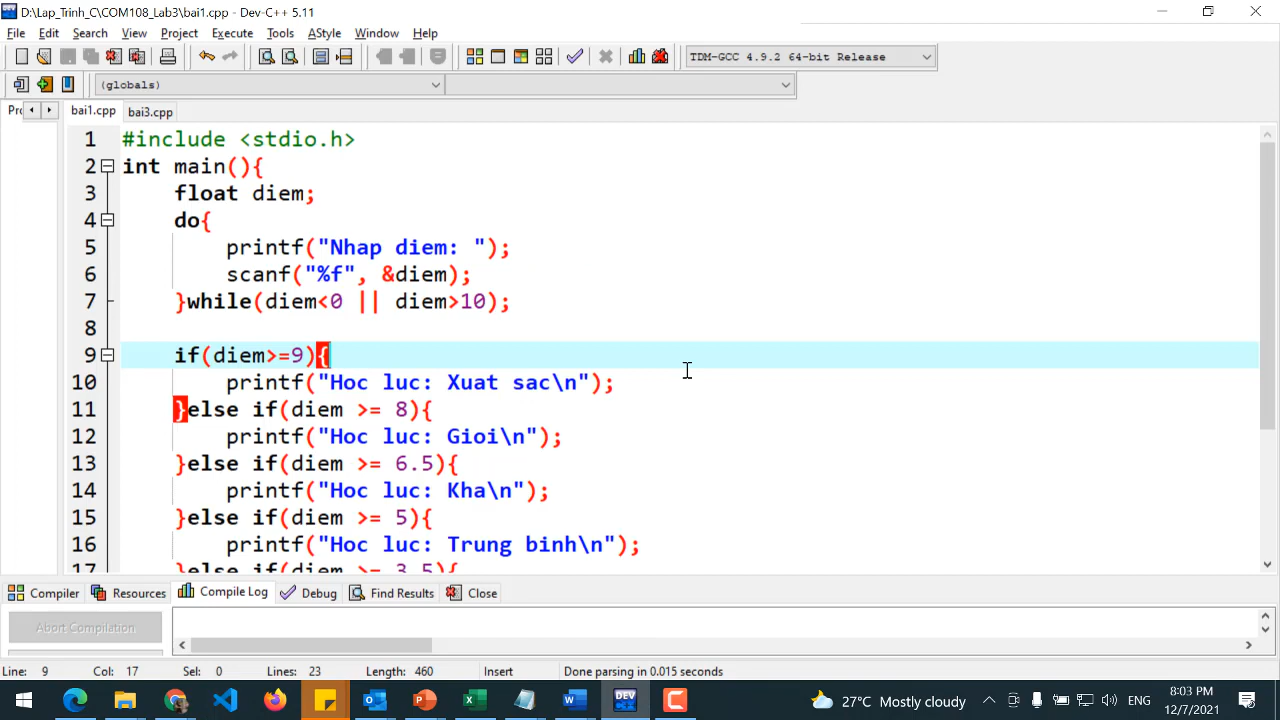 D:\Lap_Trinh_C\COM108_Lab3\bai1.cpp - Dev-C++ 5.11
File Edit Search View Project Execute Tools AStyle Window Help
TDM-GCC 4.9.2 64-bit Release
(globals)
bai1.cpp bai3.cpp
1 #include <stdio.h>
2 int main(){
3 float diem;
4 do{
5 printf("Nhap diem: ");
6 scanf("%f", &diem);
7 }while(diem<0 || diem>10);
8
9 if(diem>=9){
10 printf("Hoc luc: Xuat sac\n");
11 }else if(diem >= 8){
12 printf("Hoc luc: Gioi\n");
13 }else if(diem >= 6.5){
14 printf("Hoc luc: Kha\n");
15 }else if(diem >= 5){
16 printf("Hoc luc: Trung binh\n");
17 }else if(diem >= 3.5){
Compiler Resources Compile Log Debug Find Results Close
Abort Compilation
Line: 9 Col: 17 Sel: 0 Lines: 23 Length: 460 Insert Done parsing in 0.015 seconds
27°C Mostly cloudy ENG 8:03 PM
12/7/2021